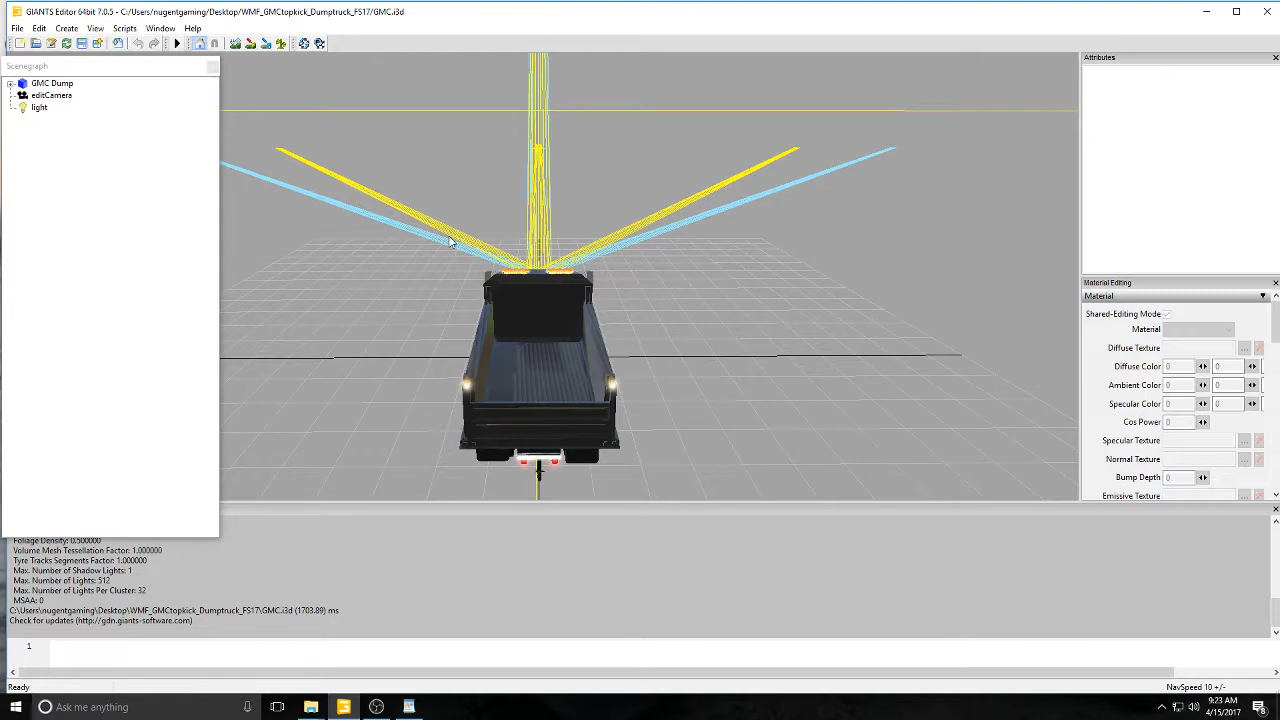 GIANTS Editor 64bit 7.0.5 - C:/Users/nugentgaming/Desktop/WMF_GMCtopkick_Dumptruck_FS17/GMC.i3d
File Edit Create View Scripts Window Help
Scenegraph
GMC Dump
editCamera
light
Attributes
Material Editing
Material
Shared-Editing Mode
Material
Diffuse Texture
...
Diffuse Color 0 0
Ambient Color 0 0
Specular Color 0 0
Cos Power 0
Specular Texture ...
Normal Texture ...
Bump Depth 0
Emissive Texture ...
Foliage Density: 0.500000
Volume Mesh Tessellation Factor: 1.000000
Tyre Tracks Segments Factor: 1.000000
Max. Number of Shadow Lights: 1
Max. Number of Lights: 512
Max. Number of Lights Per Cluster: 32
MSAA: 0
C:\Users\nugentgaming\Desktop\WMF_GMCtopkick_Dumptruck_FS17\GMC.i3d (1703.89) ms
Check for updates (http://gdn.giants-software.com)
1
Ready
NavSpeed 10 +/-
Ask me anything
9:23 AM
4/15/2017
8